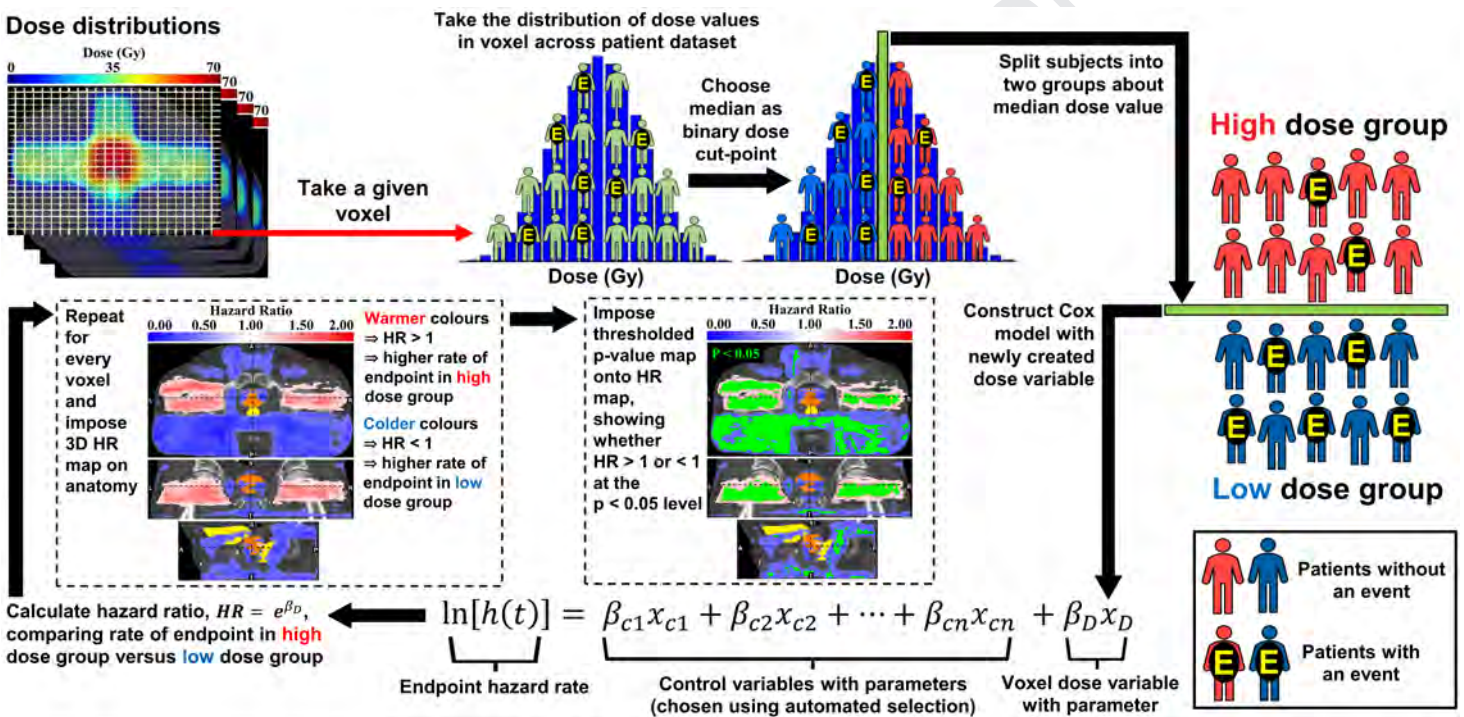 Dose distributions
Dose (Gy)
0 35 70
70
70
70
Take a given
voxel
Take the distribution of dose values
in voxel across patient dataset
E
E
E
E
E
E
E
Dose (Gy)
Choose
median as
binary dose
cut-point
E
E
E
E
E
E
E
Dose (Gy)
Split subjects into
two groups about
median dose value
High dose group
E
E
Low dose group
E
E
E
E
E
Construct Cox
model with
newly created
dose variable
Patients without
an event
E E
Patients with
an event
ln[h(t)] = β_c1 x_c1 + β_c2 x_c2 + ⋯ + β_cn x_cn + β_D x_D
Endpoint hazard rate
Control variables with parameters
(chosen using automated selection)
Voxel dose variable
with parameter
Calculate hazard ratio, HR = e^β_D,
comparing rate of endpoint in high
dose group versus low dose group
Repeat
for
every
voxel
and
impose
3D HR
map on
anatomy
Hazard Ratio
0.00 0.50 1.00 1.50 2.00
Warmer colours
⇒ HR > 1
⇒ higher rate of
endpoint in high
dose group
Colder colours
⇒ HR < 1
⇒ higher rate of
endpoint in low
dose group
Impose
thresholded
p-value map
onto HR
map,
showing
whether
HR > 1 or < 1
at the
p < 0.05 level
Hazard Ratio
0.00 0.50 1.00 1.50 2.00
P < 0.05